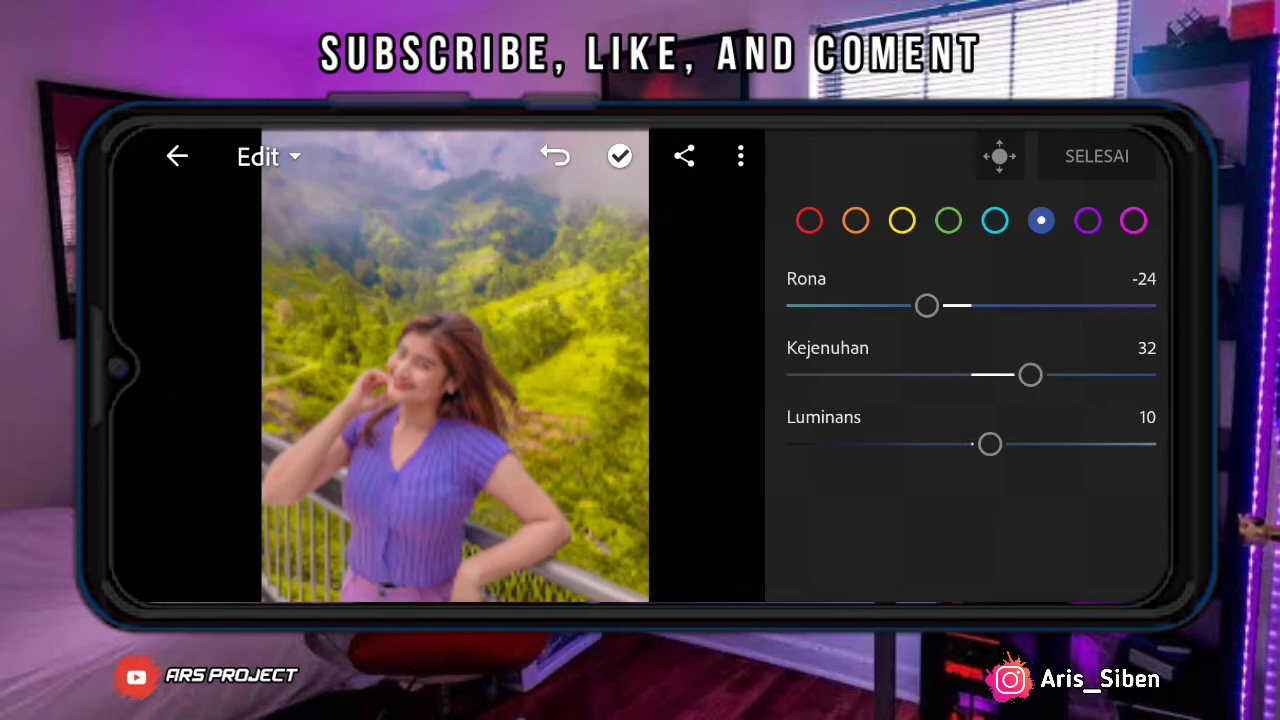 SUBSCRIBE, LIKE, AND COMENT
Edit
SELESAI
Rona -24
Kejenuhan 32
Luminans 10
ARS PROJECT
Aris_Siben